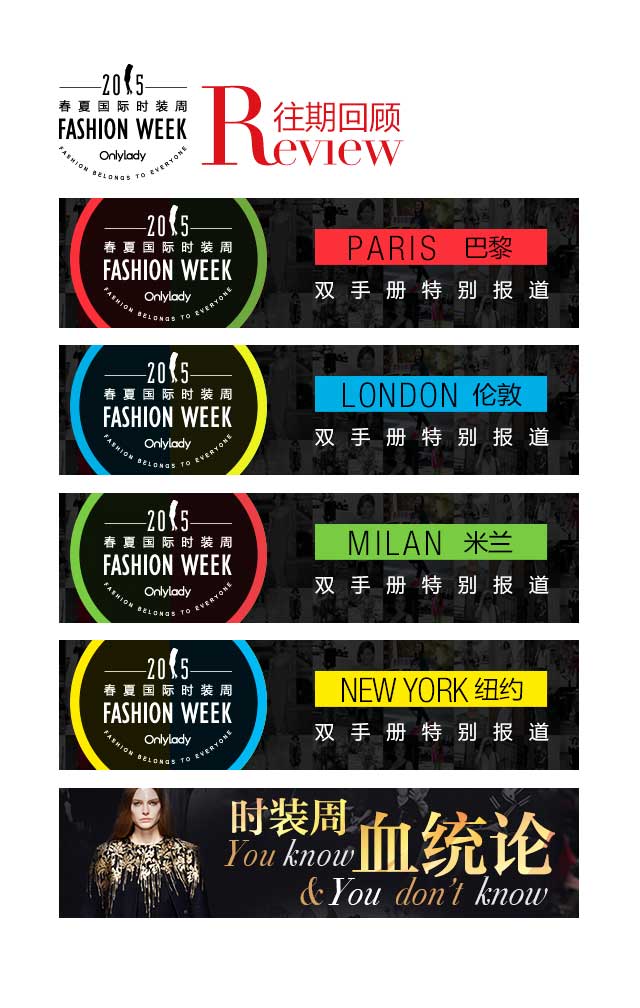 2015
春夏国际时装周
FASHION WEEK
OnlyLady
FASHION BELONGS TO EVERYONE
往期回顾
Review
2015
春夏国际时装周
FASHION WEEK
OnlyLady
FASHION BELONGS TO EVERYONE
PARIS 巴黎
双手册特别报道
2015
春夏国际时装周
FASHION WEEK
OnlyLady
FASHION BELONGS TO EVERYONE
LONDON 伦敦
双手册特别报道
2015
春夏国际时装周
FASHION WEEK
OnlyLady
FASHION BELONGS TO EVERYONE
MILAN 米兰
双手册特别报道
2015
春夏国际时装周
FASHION WEEK
OnlyLady
FASHION BELONGS TO EVERYONE
NEW YORK 纽约
双手册特别报道
时装周
血统论
You know
& You don't know